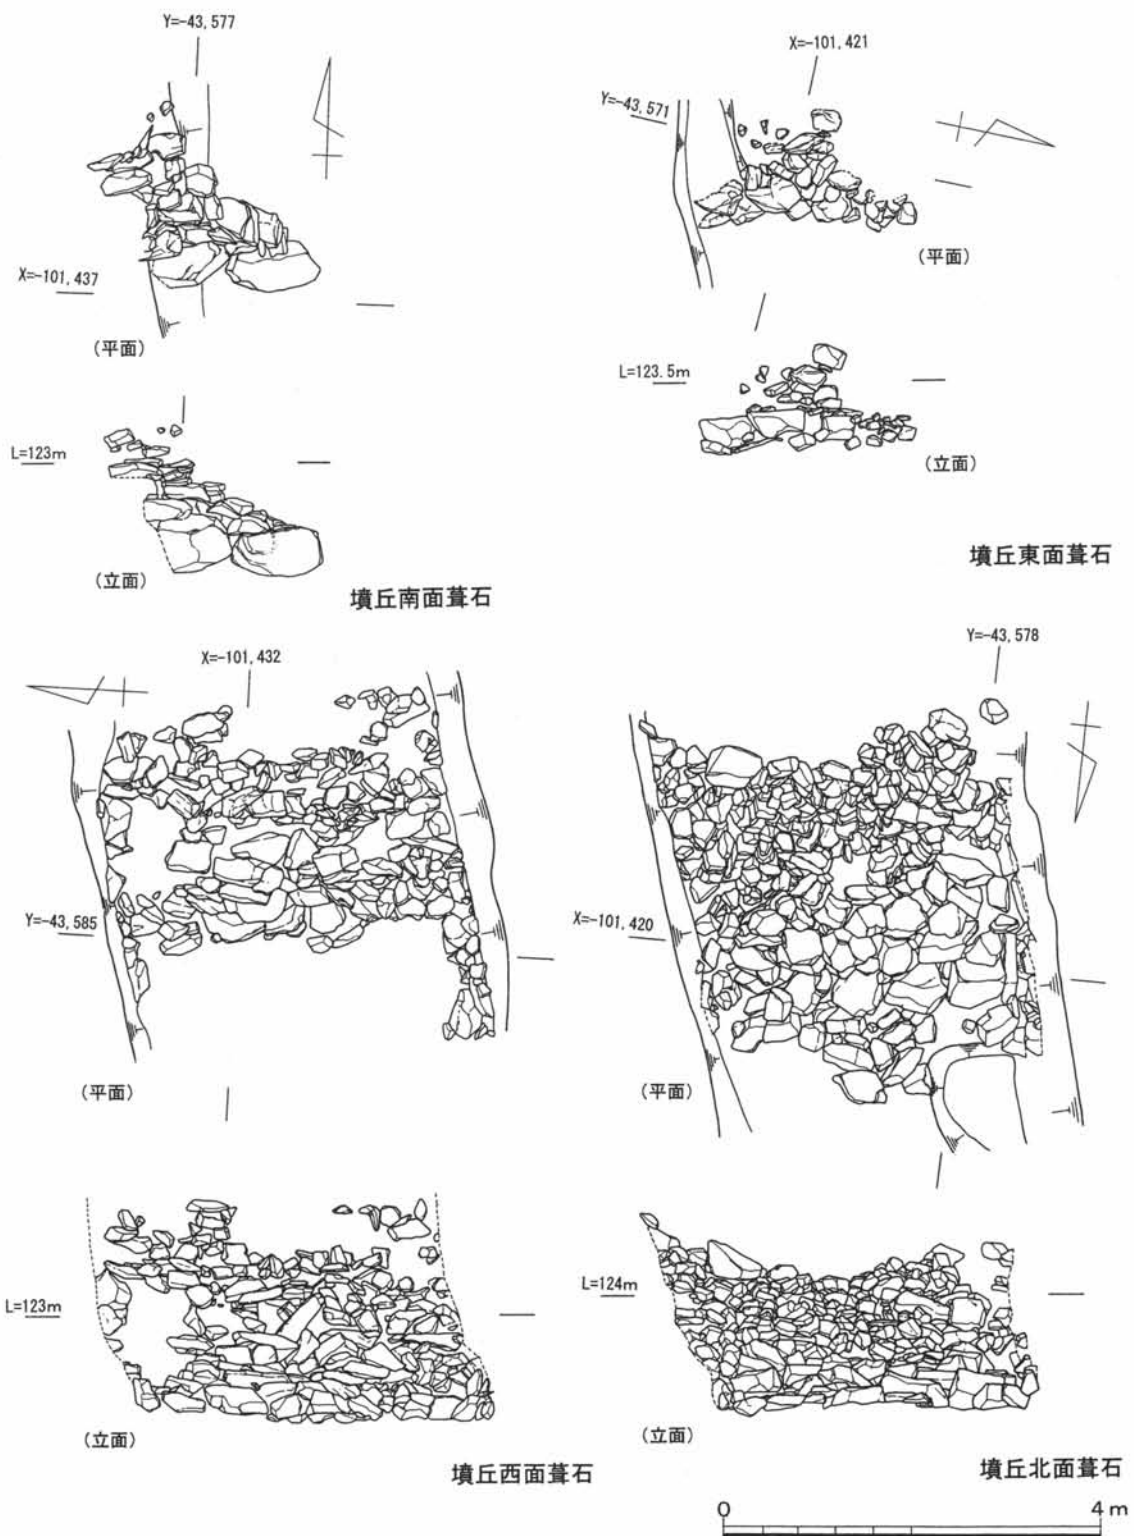 Y=-43,577
X=-101,437
(平面)
L=123m
(立面)
墳丘南面葺石
X=-101,421
Y=-43,571
(平面)
L=123.5m
(立面)
墳丘東面葺石
X=-101,432
Y=-43,585
(平面)
L=123m
(立面)
墳丘西面葺石
Y=-43,578
X=-101,420
(平面)
L=124m
(立面)
墳丘北面葺石
0 4m